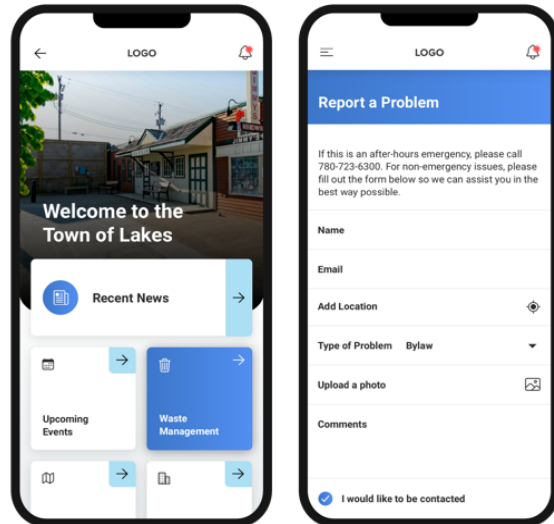 LOGO
Welcome to the
Town of Lakes
Recent News
Upcoming
Events
Waste
Management
LOGO
Report a Problem
If this is an after-hours emergency, please call
780-723-6300. For non-emergency issues, please
fill out the form below so we can assist you in the
best way possible.
Name
Email
Add Location
Type of Problem Bylaw
Upload a photo
Comments
I would like to be contacted